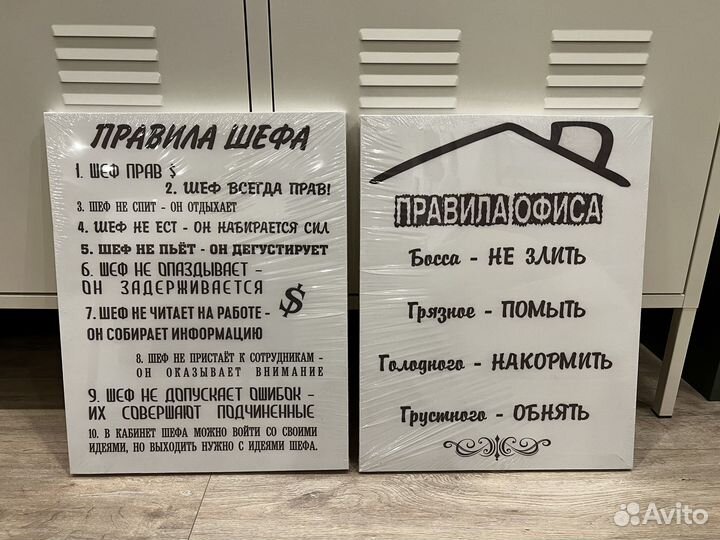 ПРАВИЛА ШЕФА
1. ШЕФ ПРАВ $
2. ШЕФ ВСЕГДА ПРАВ!
3. ШЕФ НЕ СПИТ - ОН ОТДЫХАЕТ
4. ШЕФ НЕ ЕСТ - ОН НАБИРАЕТСЯ СИЛ
5. ШЕФ НЕ ПЬЁТ - ОН ДЕГУСТИРУЕТ
6. ШЕФ НЕ ОПАЗДЫВАЕТ -
ОН ЗАДЕРЖИВАЕТСЯ
$
7. ШЕФ НЕ ЧИТАЕТ НА РАБОТЕ -
ОН СОБИРАЕТ ИНФОРМАЦИЮ
8. ШЕФ НЕ ПРИСТАЁТ К СОТРУДНИКАМ -
ОН ОКАЗЫВАЕТ ВНИМАНИЕ
9. ШЕФ НЕ ДОПУСКАЕТ ОШИБОК -
ИХ СОВЕРШАЮТ ПОДЧИНЕННЫЕ
10. В КАБИНЕТ ШЕФА МОЖНО ВОЙТИ СО СВОИМИ
ИДЕЯМИ, НО ВЫХОДИТЬ НУЖНО С ИДЕЯМИ ШЕФА.
ПРАВИЛА ОФИСА
Босса - НЕ ЗЛИТЬ
Грязное - ПОМЫТЬ
Голодного - НАКОРМИТЬ
Грустного - ОБНЯТЬ
Avito